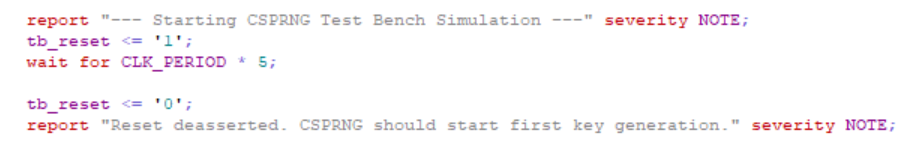 report "--- Starting CSPRNG Test Bench Simulation ---" severity NOTE;
tb_reset <= '1';
wait for CLK_PERIOD * 5;
tb_reset <= '0';
report "Reset deasserted. CSPRNG should start first key generation." severity NOTE;